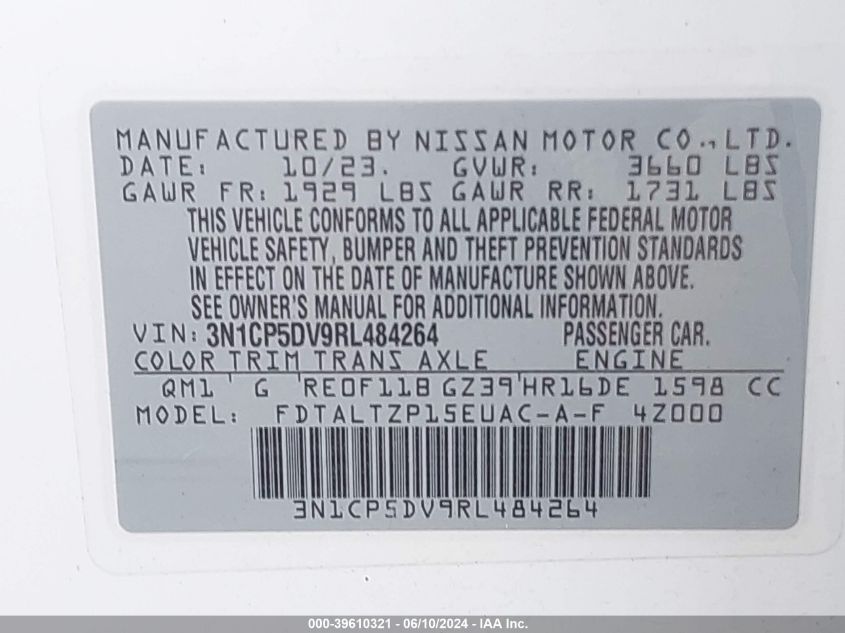 MANUFACTURED BY NISSAN MOTOR CO., LTD.
DATE: 10/23. GVWR: 3660 LBS
GAWR FR: 1929 LBS GAWR RR: 1731 LBS
THIS VEHICLE CONFORMS TO ALL APPLICABLE FEDERAL MOTOR
VEHICLE SAFETY, BUMPER AND THEFT PREVENTION STANDARDS
IN EFFECT ON THE DATE OF MANUFACTURE SHOWN ABOVE.
SEE OWNER'S MANUAL FOR ADDITIONAL INFORMATION.
VIN: 3N1CP5DV9RL484264 PASSENGER CAR.
COLOR TRIM TRANS AXLE ENGINE
QM1 ' G ' RE0F11B GZ39 ' HR16DE 1598 CC
MODEL: FDTALTZP15EUAC-A-F 4Z000
3N1CP5DV9RL484264
000-39610321 - 06/10/2024 - IAA Inc.